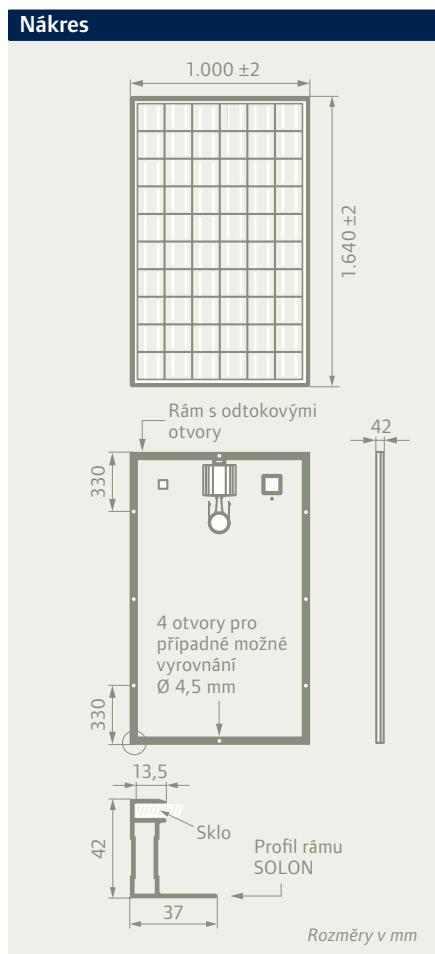 Nákres
1.000 ±2
1.640 ±2
Rám s odtokovými
otvory
42
330
4 otvory pro
případné možné
vyrovnání
Ø 4,5 mm
330
13,5
Sklo
42
Profil rámu
SOLON
37
Rozměry v mm